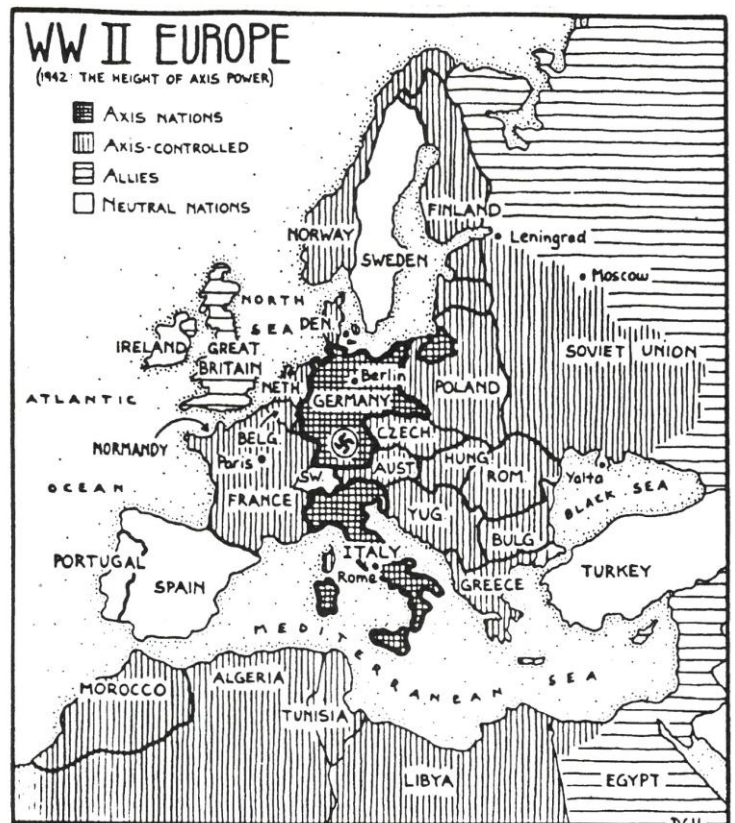 WW II EUROPE
(1942: THE HEIGHT OF AXIS POWER)
AXIS NATIONS
AXIS-CONTROLLED
ALLIES
NEUTRAL NATIONS
FINLAND
NORWAY
Leningrad
SWEDEN
Moscow
NORTH
SEA
DEN.
IRELAND
GREAT
BRITAIN
SOVIET UNION
NETH.
Berlin
GERMANY
POLAND
ATLANTIC
OCEAN
NORMANDY
BELG.
CZECH.
Paris
SW.
AUST.
HUNG.
ROM.
Yalta
BLACK SEA
FRANCE
YUG.
BULG.
ITALY
Rome
PORTUGAL
SPAIN
GREECE
TURKEY
MEDITERRANEAN SEA
MOROCCO
ALGERIA
TUNISIA
LIBYA
EGYPT